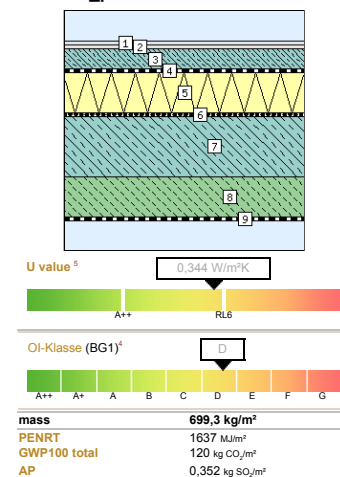 1
2
3
4
5
6
7
8
9
U value ⁵
0,344 W/m²K
A++ RL6
OI-Klasse (BG1)⁴
D
A++ A+ A B C D E F G
mass 699,3 kg/m²
PENRT 1637 MJ/m²
GWP100 total 120 kg CO₂/m²
AP 0,352 kg SO₂/m²